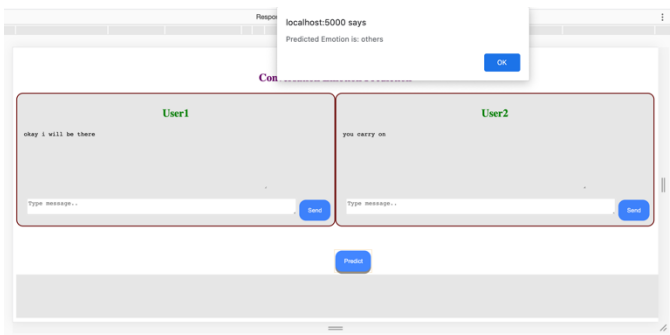 Respon
localhost:5000 says
Predicted Emotion is: others
OK
User1
User2
okay i will be there
you carry on
Type message..
Send
Type message..
Send
Predict